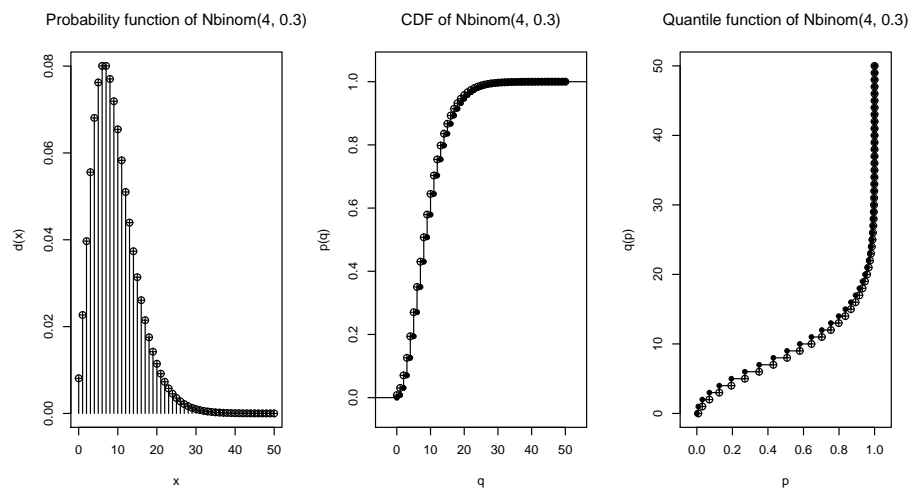 Probability function of Nbinom(4, 0.3)
d(x)
0.08
0.06
0.04
0.02
0.00
0 10 20 30 40 50
x
CDF of Nbinom(4, 0.3)
p(q)
1.0
0.8
0.6
0.4
0.2
0.0
0 10 20 30 40 50
q
Quantile function of Nbinom(4, 0.3)
q(p)
50
40
30
20
10
0
0.0 0.2 0.4 0.6 0.8 1.0
p